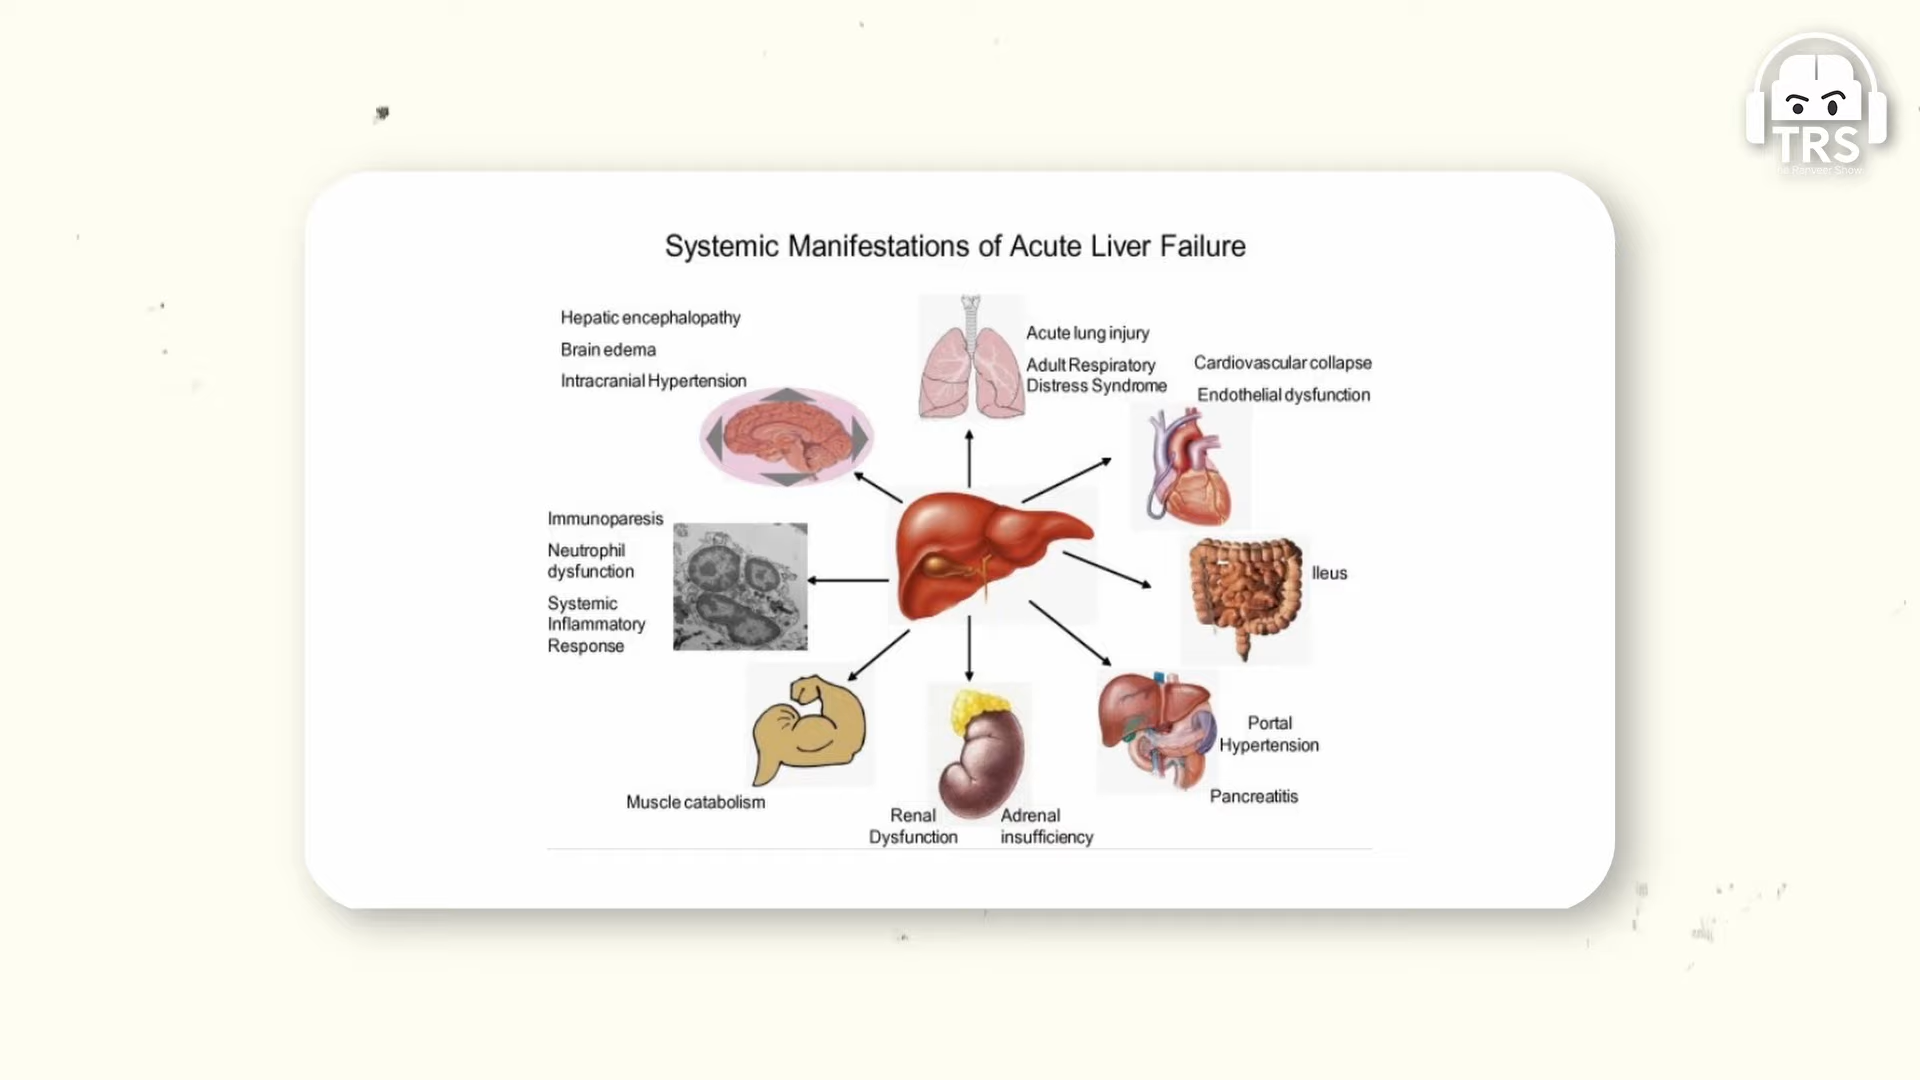 Systemic Manifestations of Acute Liver Failure
Hepatic encephalopathy
Brain edema
Intracranial Hypertension
Acute lung injury
Adult Respiratory
Distress Syndrome
Cardiovascular collapse
Endothelial dysfunction
Immunoparesis
Neutrophil
dysfunction
Systemic
Inflammatory
Response
Ileus
Muscle catabolism
Renal
Dysfunction
Adrenal
insufficiency
Portal
Hypertension
Pancreatitis
TRS
Ranveer Show